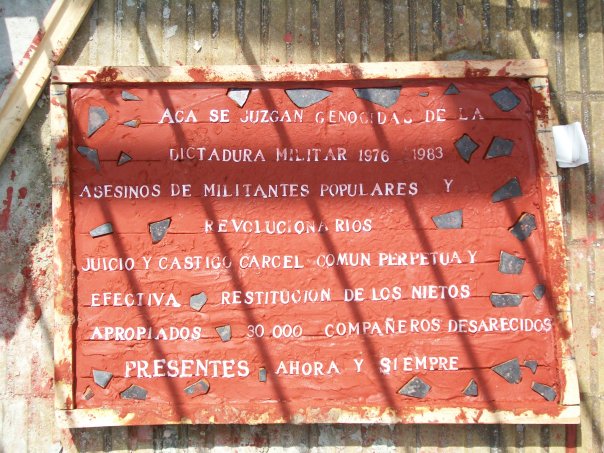 ACA SE JUZGAN GENOCIDAS DE LA
DICTADURA MILITAR 1976 1983
ASESINOS DE MILITANTES POPULARES Y
REVOLUCIONARIOS
JUICIO Y CASTIGO CARCEL COMUN PERPETUA Y
EFECTIVA RESTITUCION DE LOS NIETOS
APROPIADOS 30.000 COMPAÑEROS DESARECIDOS
PRESENTES AHORA Y SIEMPRE